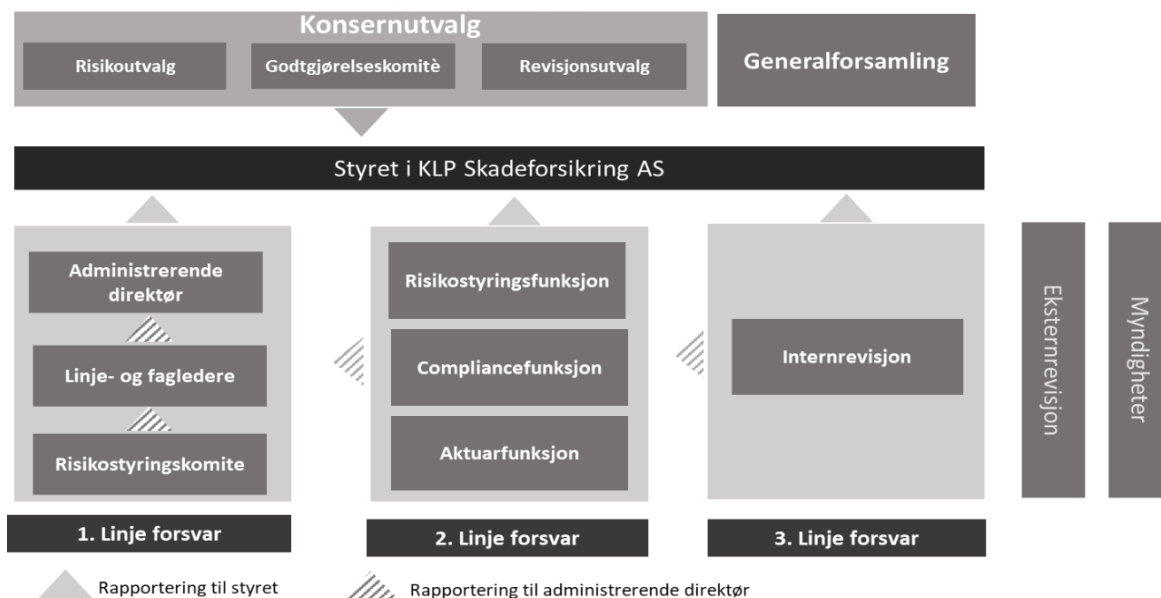 Konsernutvalg
Risikoutvalg
Godtgjørelseskomitè
Revisjonsutvalg
Generalforsamling
Styret i KLP Skadeforsikring AS
Administrerende
direktør
Linje- og fagledere
Risikostyringskomite
1. Linje forsvar
Risikostyringsfunksjon
Compliancefunksjon
Aktuarfunksjon
2. Linje forsvar
Internrevisjon
3. Linje forsvar
Eksternrevisjon
Myndigheter
Rapportering til styret
Rapportering til administrerende direktør